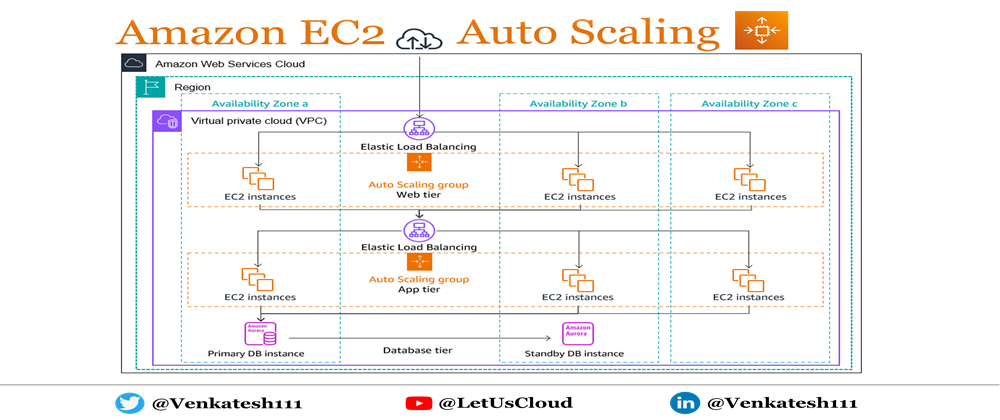 Amazon EC2 Auto Scaling
Amazon Web Services Cloud
Region
Availability Zone a
Availability Zone b
Availability Zone c
Virtual private cloud (VPC)
Elastic Load Balancing
Auto Scaling group
Web tier
EC2 instances
EC2 instances
EC2 instances
Elastic Load Balancing
Auto Scaling group
App tier
EC2 instances
EC2 instances
EC2 instances
Amazon
Aurora
Amazon
Aurora
Primary DB instance
Database tier
Standby DB instance
@Venkatesh111
@LetUsCloud
in
@Venkatesh111